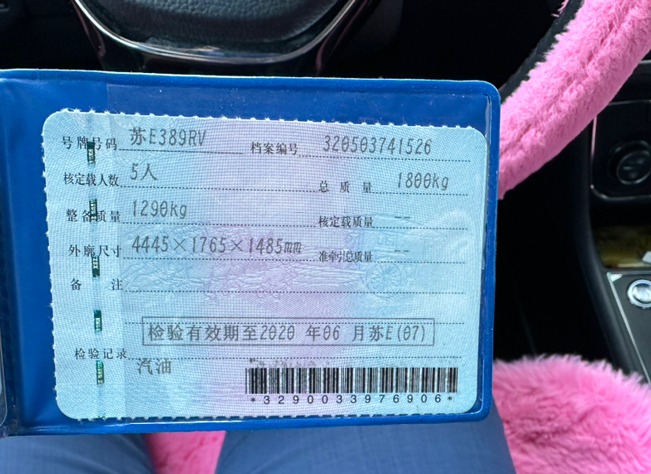 号牌号码 苏E389RV 档案编号 320503741526
核定载人数 5人 总质量 1800kg
整备质量 1290kg 核定载质量 --
外廓尺寸 4445×1765×1485mm 准牵引总质量 --
备注
检验有效期至2020年06月苏E(07)
检验记录
汽油
*3290033976906*